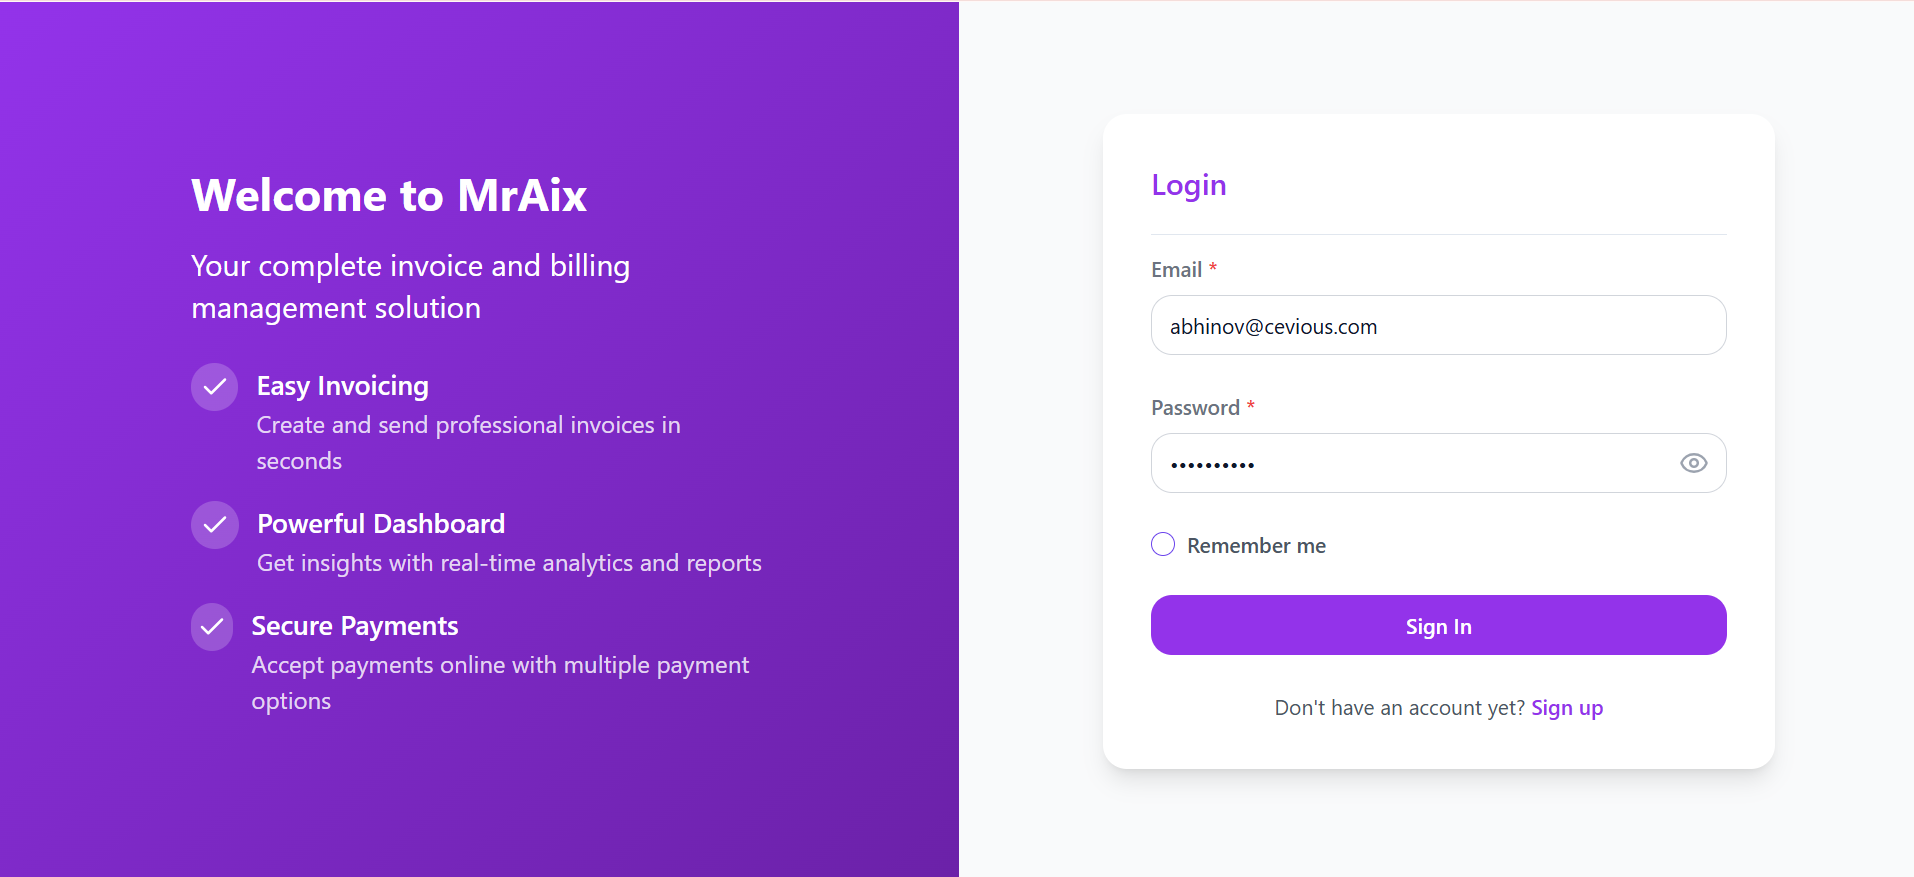 Welcome to MrAix
Your complete invoice and billing
management solution
Easy Invoicing
Create and send professional invoices in
seconds
Powerful Dashboard
Get insights with real-time analytics and reports
Secure Payments
Accept payments online with multiple payment
options
Login
Email *
abhinov@cevious.com
Password *
••••••••••
Remember me
Sign In
Don't have an account yet? Sign up